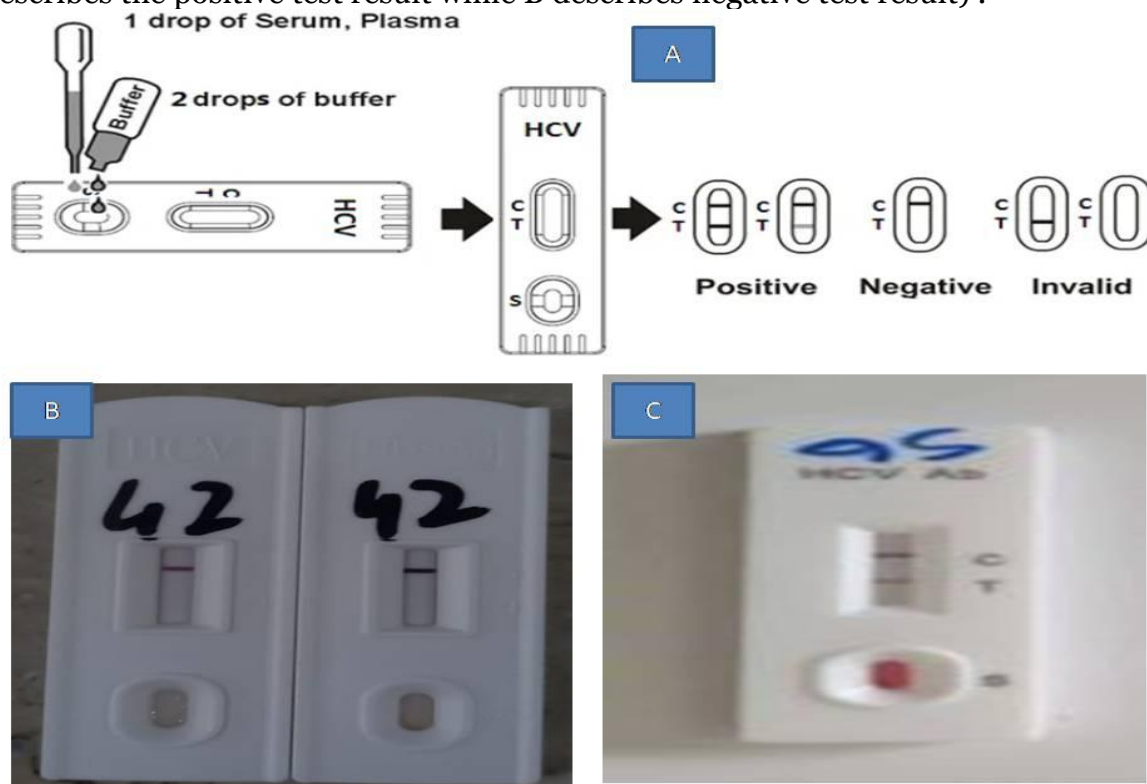 escribes the positive test result while B describes negative test result) .
1 drop of Serum, Plasma
A
Buffer
2 drops of buffer
S
C
T
HCV
HCV
C
T
S
C
T
C
T
C
T
C
T
C
T
Positive
Negative
Invalid
B
HCV
42
42
C
95
HCV Ab
C
T
S